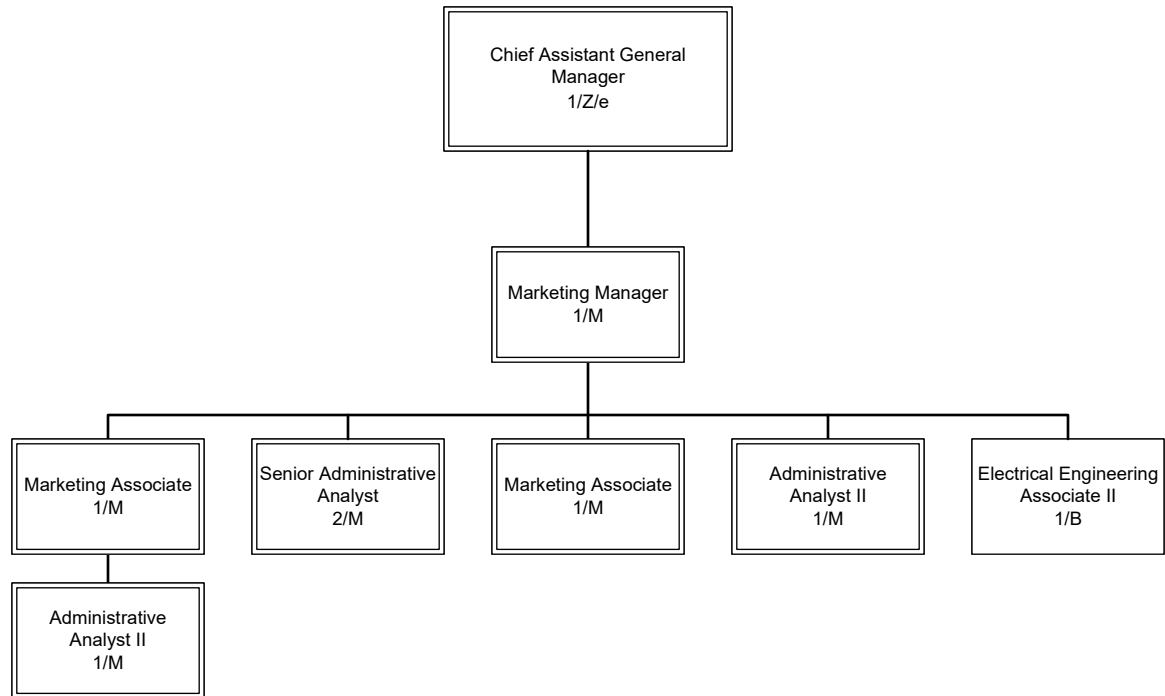 Chief Assistant General
Manager
1/Z/e
Marketing Manager
1/M
Marketing Associate
1/M
Senior Administrative
Analyst
2/M
Marketing Associate
1/M
Administrative
Analyst II
1/M
Electrical Engineering
Associate II
1/B
Administrative
Analyst II
1/M